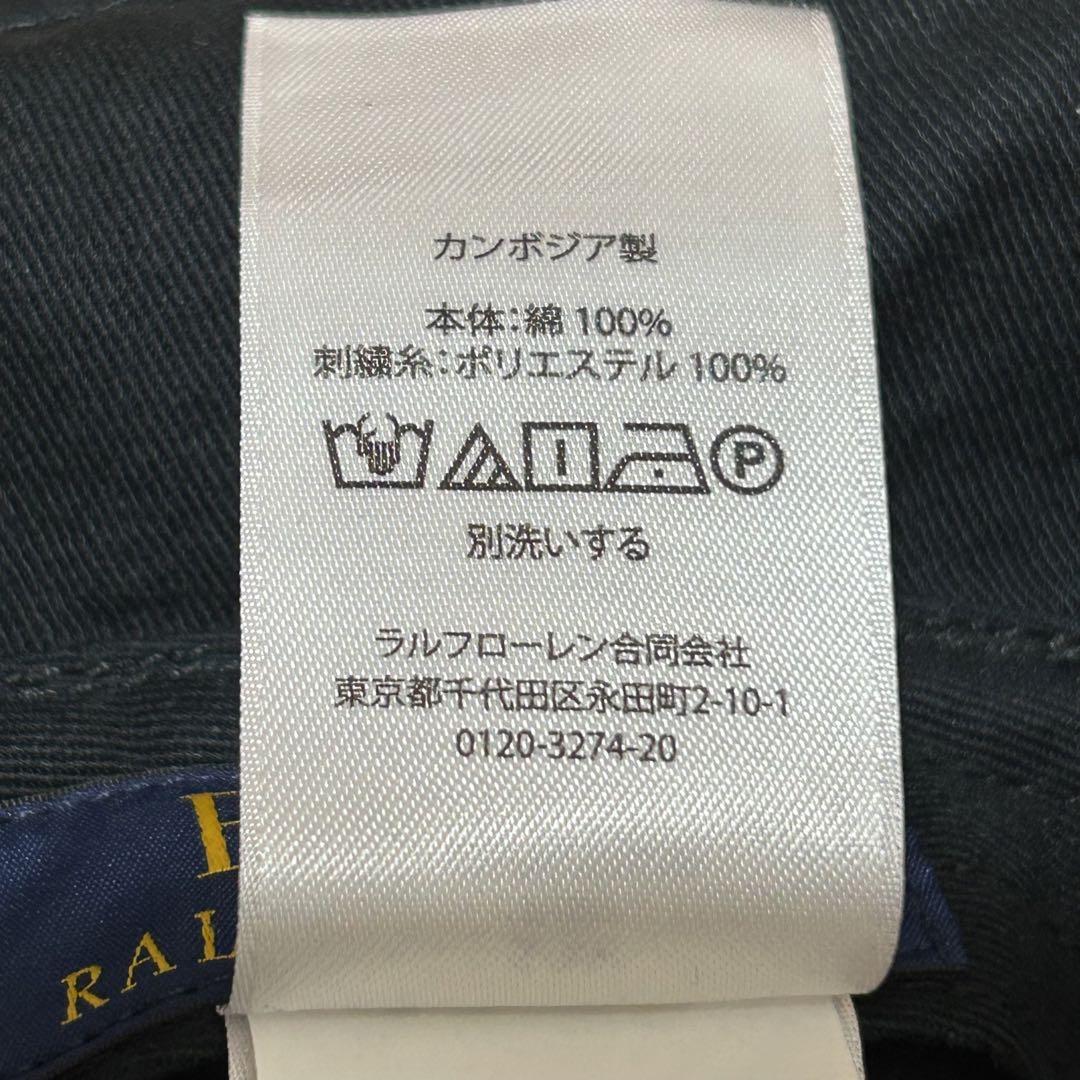 カンボジア製
本体：綿 100%
刺繍糸：ポリエステル 100%
P
別洗いする
ラルフローレン合同会社
東京都千代田区永田町2-10-1
0120-3274-20
RAL